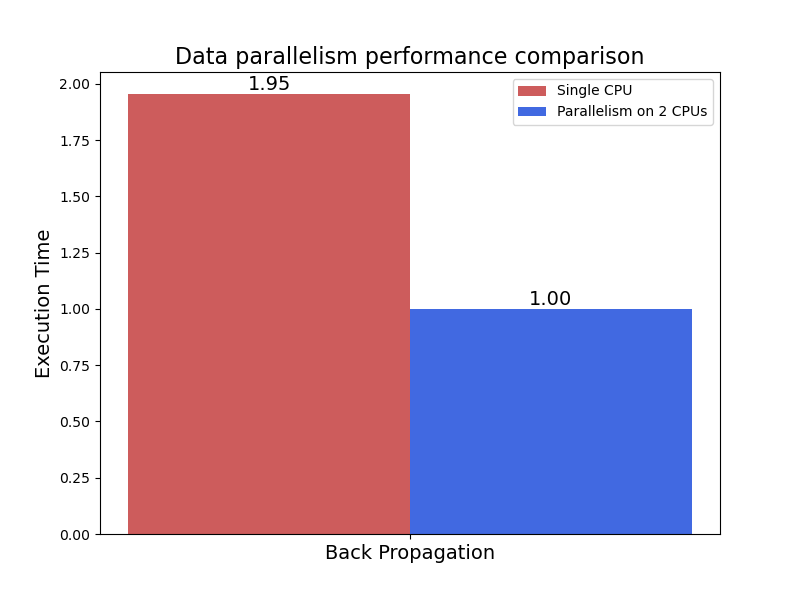 Data parallelism performance comparison
1.95
1.00
Single CPU
Parallelism on 2 CPUs
Execution Time
2.00
1.75
1.50
1.25
1.00
0.75
0.50
0.25
0.00
Back Propagation